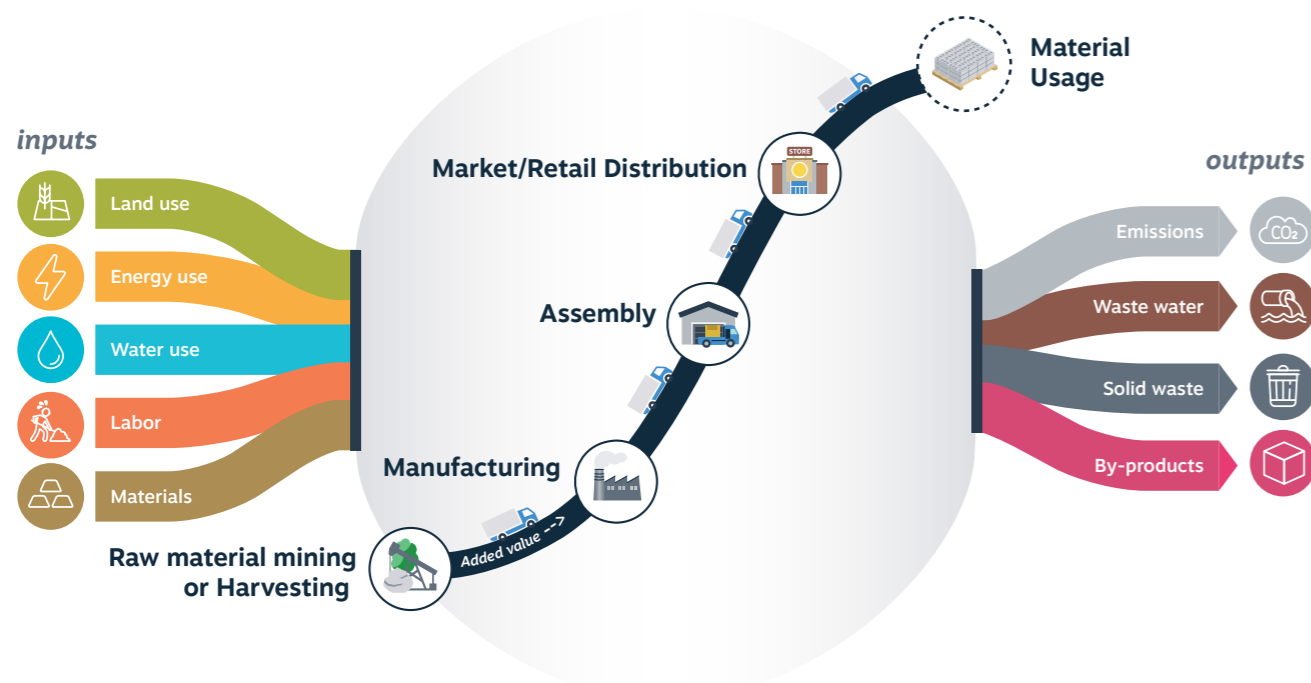 Material
Usage
inputs
STORE
Market/Retail Distribution
outputs
Land use
Emissions
CO₂
Energy use
Waste water
Assembly
Water use
Solid waste
Labor
Manufacturing
By-products
Materials
Added value -->
Raw material mining
or Harvesting